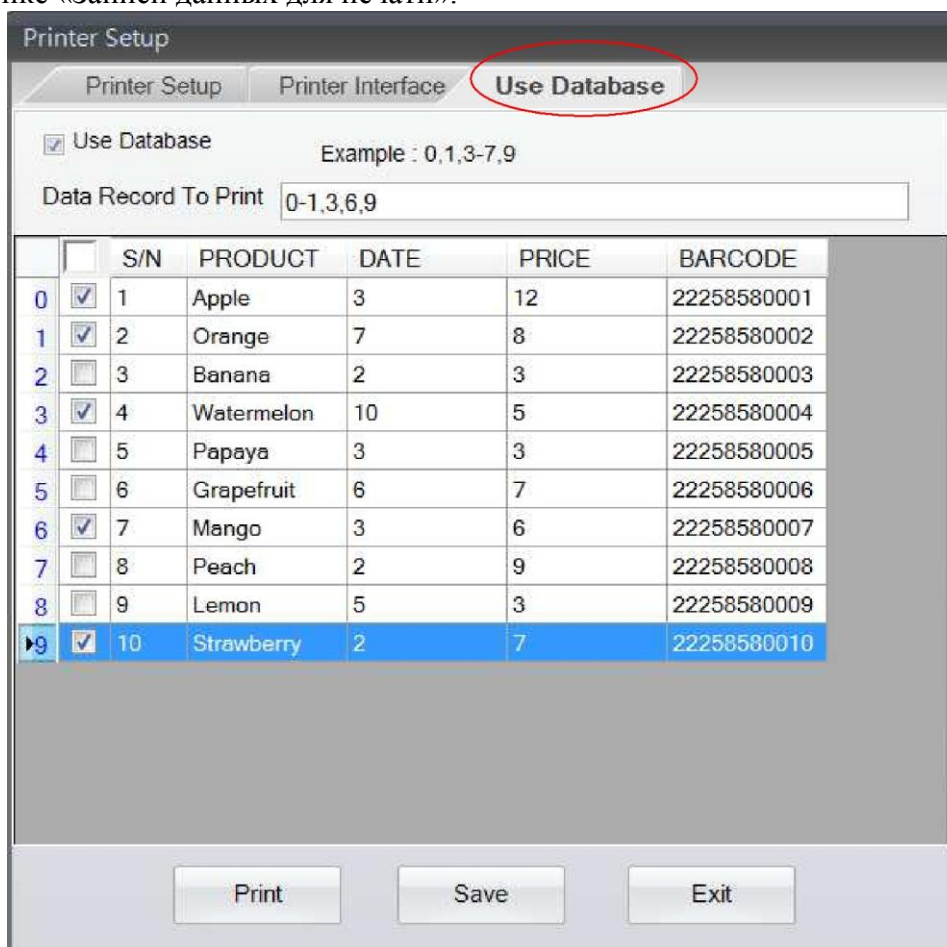 «Записей данных для печати».
Printer Setup
Printer Setup Printer Interface Use Database
Use Database Example : 0,1,3-7,9
Data Record To Print 0-1,3,6,9
S/N PRODUCT DATE PRICE BARCODE
0 1 Apple 3 12 22258580001
1 2 Orange 7 8 22258580002
2 3 Banana 2 3 22258580003
3 4 Watermelon 10 5 22258580004
4 5 Papaya 3 3 22258580005
5 6 Grapefruit 6 7 22258580006
6 7 Mango 3 6 22258580007
7 8 Peach 2 9 22258580008
8 9 Lemon 5 3 22258580009
9 10 Strawberry 2 7 22258580010
Print Save Exit